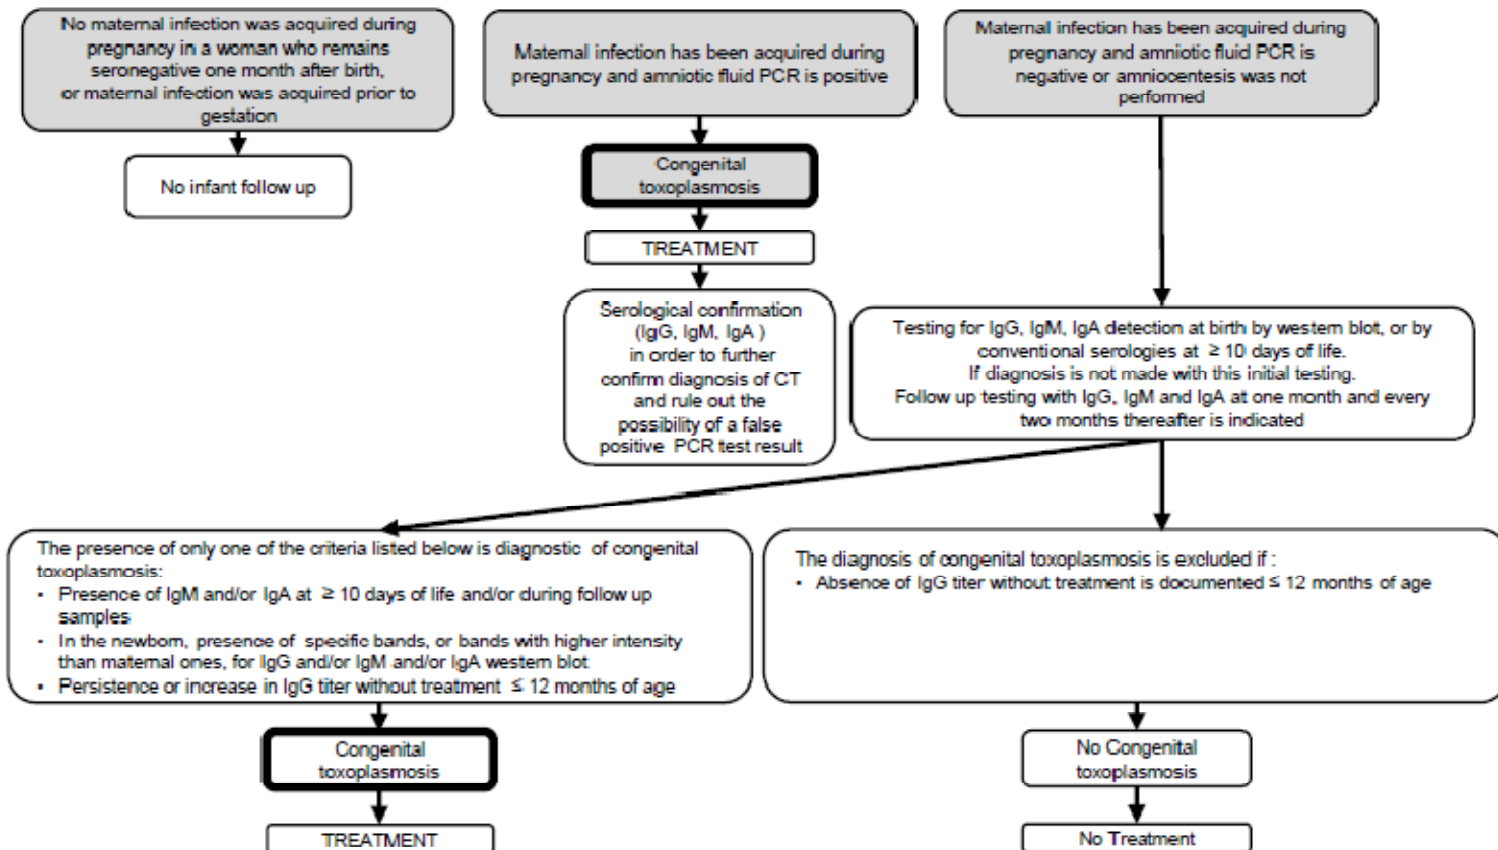 No maternal infection was acquired during
pregnancy in a woman who remains
seronegative one month after birth,
or maternal infection was acquired prior to
gestation
No infant follow up
Maternal infection has been acquired during
pregnancy and amniotic fluid PCR is positive
Congenital
toxoplasmosis
TREATMENT
Serological confirmation
(IgG, IgM, IgA )
in order to further
confirm diagnosis of CT
and rule out the
possibility of a false
positive PCR test result
Maternal infection has been acquired during
pregnancy and amniotic fluid PCR is
negative or amniocentesis was not
performed
Testing for IgG, IgM, IgA detection at birth by western blot, or by
conventional serologies at ≥ 10 days of life.
If diagnosis is not made with this initial testing.
Follow up testing with IgG, IgM and IgA at one month and every
two months thereafter is indicated
The presence of only one of the criteria listed below is diagnostic of congenital
toxoplasmosis:
• Presence of IgM and/or IgA at ≥ 10 days of life and/or during follow up
samples
• In the newborn, presence of specific bands, or bands with higher intensity
than maternal ones, for IgG and/or IgM and/or IgA western blot
• Persistence or increase in IgG titer without treatment ≤ 12 months of age
Congenital
toxoplasmosis
TREATMENT
The diagnosis of congenital toxoplasmosis is excluded if :
• Absence of IgG titer without treatment is documented ≤ 12 months of age
No Congenital
toxoplasmosis
No Treatment